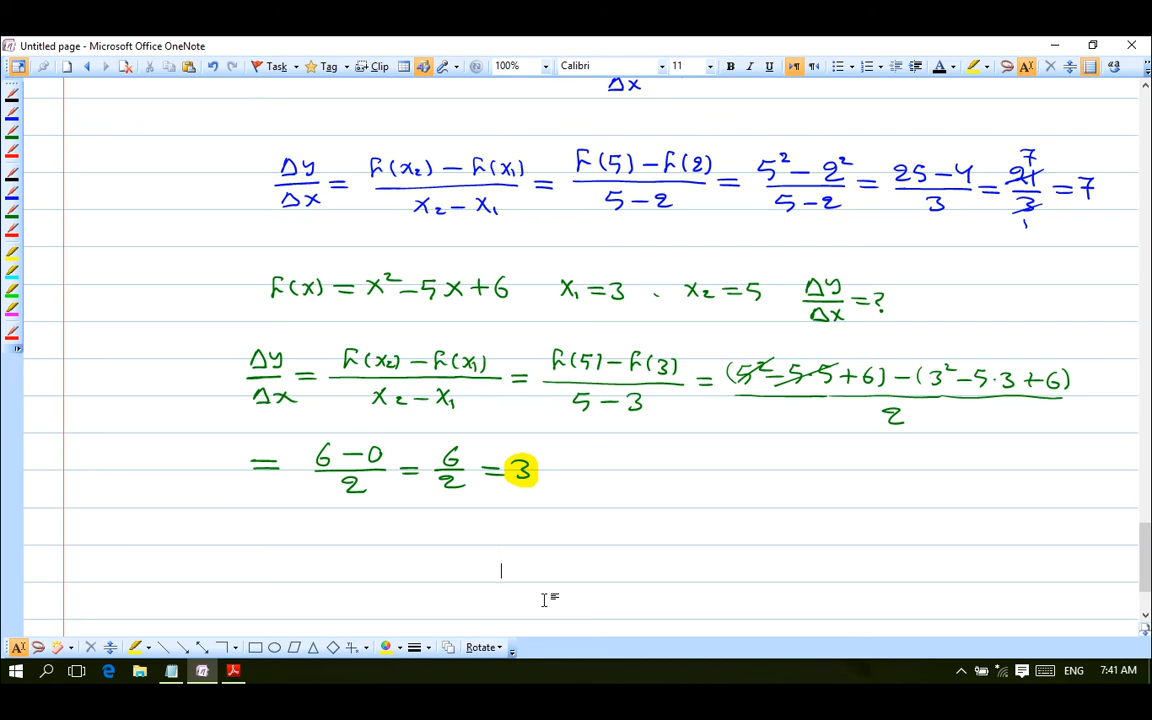 Untitled page - Microsoft Office OneNote
Task Tag Clip 100% Calibri 11 B I U A
Δx
Δy/Δx = (f(x₂) - f(x₁))/(x₂ - x₁) = (f(5) - f(2))/(5 - 2) = (5² - 2²)/(5 - 2) = (25 - 4)/3 = 21/3 = 7
7
1
f(x) = x² - 5x + 6 x₁ = 3 . x₂ = 5 Δy/Δx = ?
Δy/Δx = (f(x₂) - f(x₁))/(x₂ - x₁) = (f(5) - f(3))/(5 - 3) = ((5² - 5·5 + 6) - (3² - 5·3 + 6))/2
= (6 - 0)/2 = 6/2 = 3
Rotate
ENG 7:41 AM